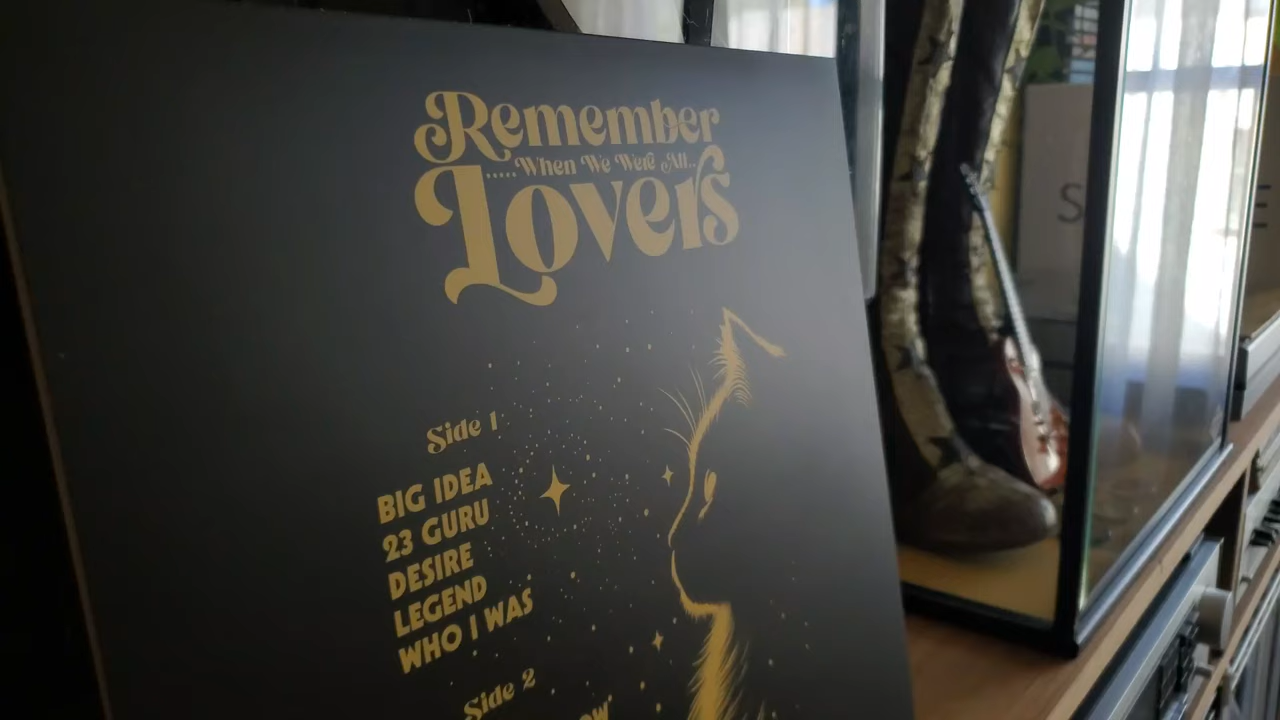 Remember
.....When We Were All..
Lovers
Side 1
BIG IDEA
23 GURU
DESIRE
LEGEND
WHO I WAS
Side 2
S
E